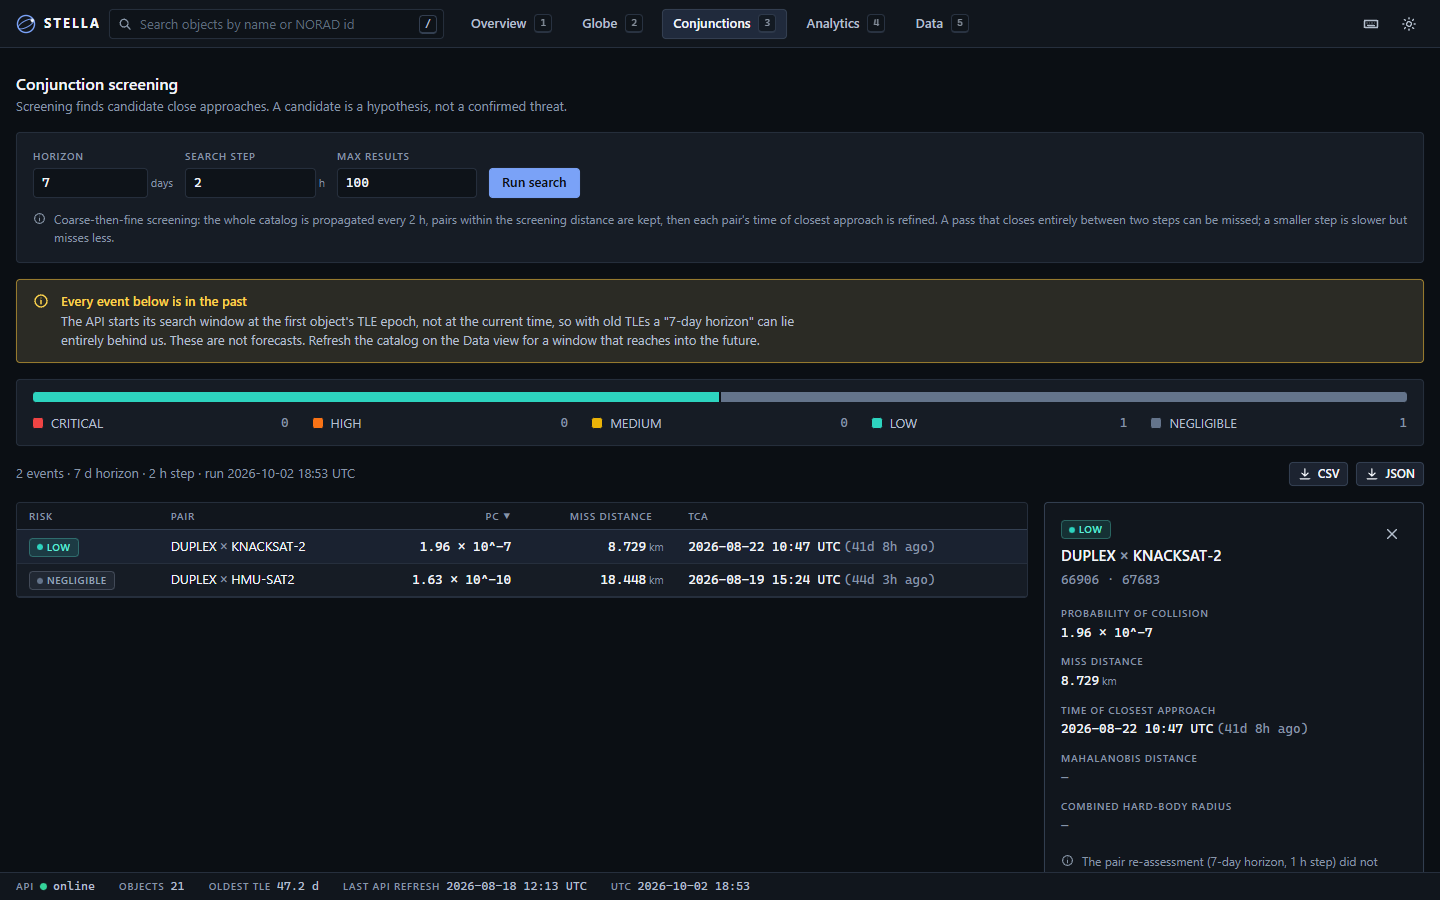 STELLA
Search objects by name or NORAD id
/
Overview 1
Globe 2
Conjunctions 3
Analytics 4
Data 5
Conjunction screening
Screening finds candidate close approaches. A candidate is a hypothesis, not a confirmed threat.
HORIZON
SEARCH STEP
MAX RESULTS
7 days
2 h
100
Run search
Coarse-then-fine screening: the whole catalog is propagated every 2 h, pairs within the screening distance are kept, then each pair's time of closest approach is refined. A pass that closes entirely between two steps can be missed; a smaller step is slower but
misses less.
Every event below is in the past
The API starts its search window at the first object's TLE epoch, not at the current time, so with old TLEs a "7-day horizon" can lie
entirely behind us. These are not forecasts. Refresh the catalog on the Data view for a window that reaches into the future.
CRITICAL 0
HIGH 0
MEDIUM 0
LOW 1
NEGLIGIBLE 1
2 events · 7 d horizon · 2 h step · run 2026-10-02 18:53 UTC
CSV
JSON
RISK PAIR PC ▼ MISS DISTANCE TCA
LOW DUPLEX × KNACKSAT-2 1.96 × 10^-7 8.729 km 2026-08-22 10:47 UTC (41d 8h ago)
NEGLIGIBLE DUPLEX × HMU-SAT2 1.63 × 10^-10 18.448 km 2026-08-19 15:24 UTC (44d 3h ago)
LOW
DUPLEX × KNACKSAT-2
66906 · 67683
PROBABILITY OF COLLISION
1.96 × 10^-7
MISS DISTANCE
8.729 km
TIME OF CLOSEST APPROACH
2026-08-22 10:47 UTC (41d 8h ago)
MAHALANOBIS DISTANCE
—
COMBINED HARD-BODY RADIUS
—
The pair re-assessment (7-day horizon, 1 h step) did not
API online
OBJECTS 21
OLDEST TLE 47.2 d
LAST API REFRESH 2026-08-18 12:13 UTC
UTC 2026-10-02 18:53